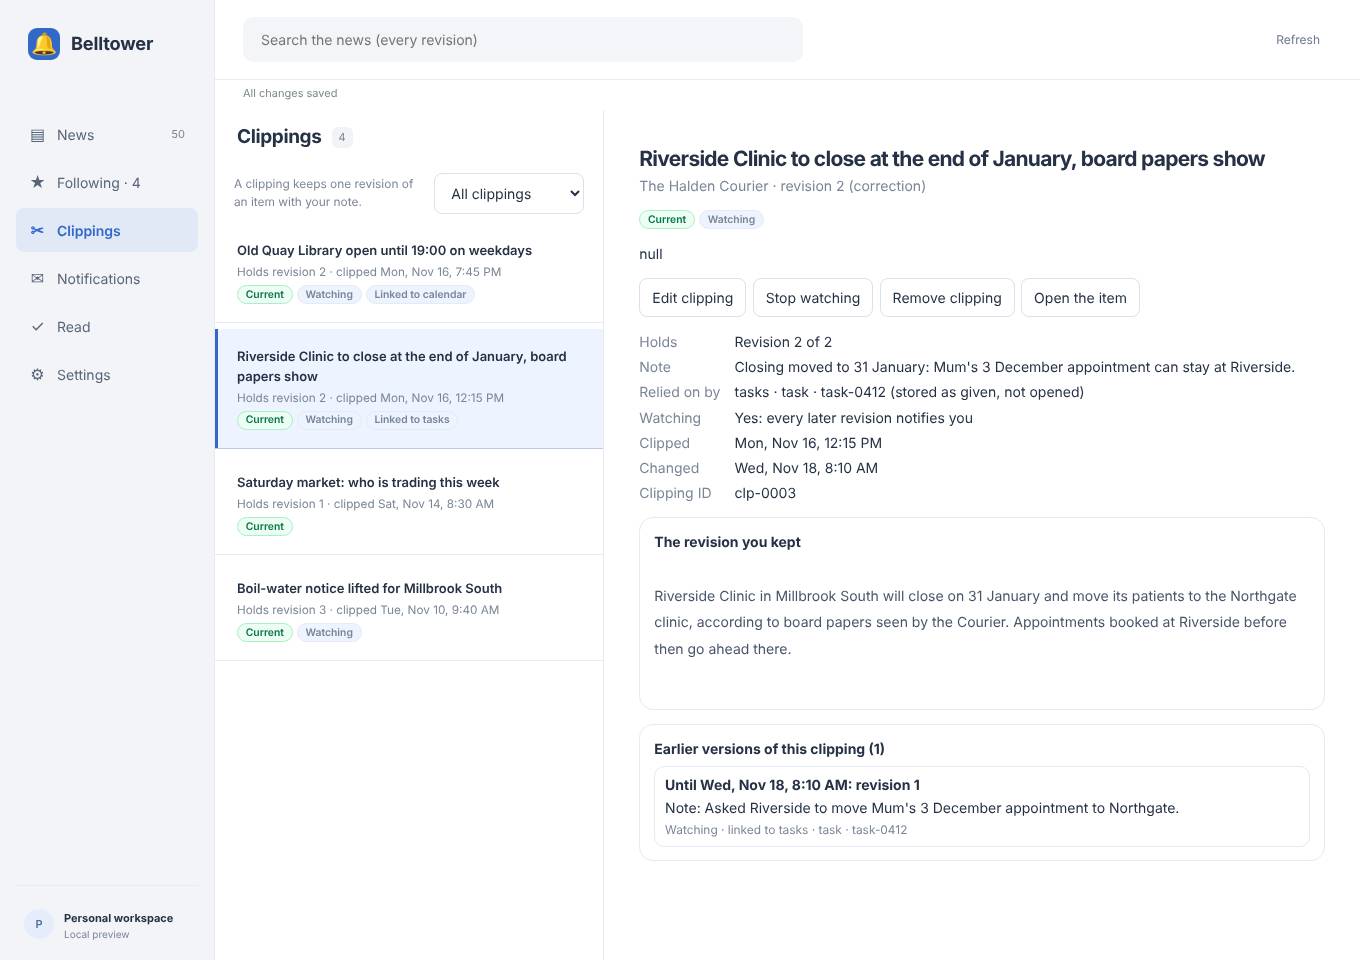 Belltower
Search the news (every revision)
Refresh
All changes saved
News 50
Following · 4
Clippings
Notifications
Read
Settings
Clippings 4
A clipping keeps one revision of
an item with your note.
All clippings
Old Quay Library open until 19:00 on weekdays
Holds revision 2 · clipped Mon, Nov 16, 7:45 PM
Current Watching Linked to calendar
Riverside Clinic to close at the end of January, board
papers show
Holds revision 2 · clipped Mon, Nov 16, 12:15 PM
Current Watching Linked to tasks
Saturday market: who is trading this week
Holds revision 1 · clipped Sat, Nov 14, 8:30 AM
Current
Boil-water notice lifted for Millbrook South
Holds revision 3 · clipped Tue, Nov 10, 9:40 AM
Current Watching
Riverside Clinic to close at the end of January, board papers show
The Halden Courier · revision 2 (correction)
Current Watching
null
Edit clipping Stop watching Remove clipping Open the item
Holds Revision 2 of 2
Note Closing moved to 31 January: Mum's 3 December appointment can stay at Riverside.
Relied on by tasks · task · task-0412 (stored as given, not opened)
Watching Yes: every later revision notifies you
Clipped Mon, Nov 16, 12:15 PM
Changed Wed, Nov 18, 8:10 AM
Clipping ID clp-0003
The revision you kept
Riverside Clinic in Millbrook South will close on 31 January and move its patients to the Northgate
clinic, according to board papers seen by the Courier. Appointments booked at Riverside before
then go ahead there.
Earlier versions of this clipping (1)
Until Wed, Nov 18, 8:10 AM: revision 1
Note: Asked Riverside to move Mum's 3 December appointment to Northgate.
Watching · linked to tasks · task · task-0412
P
Personal workspace
Local preview